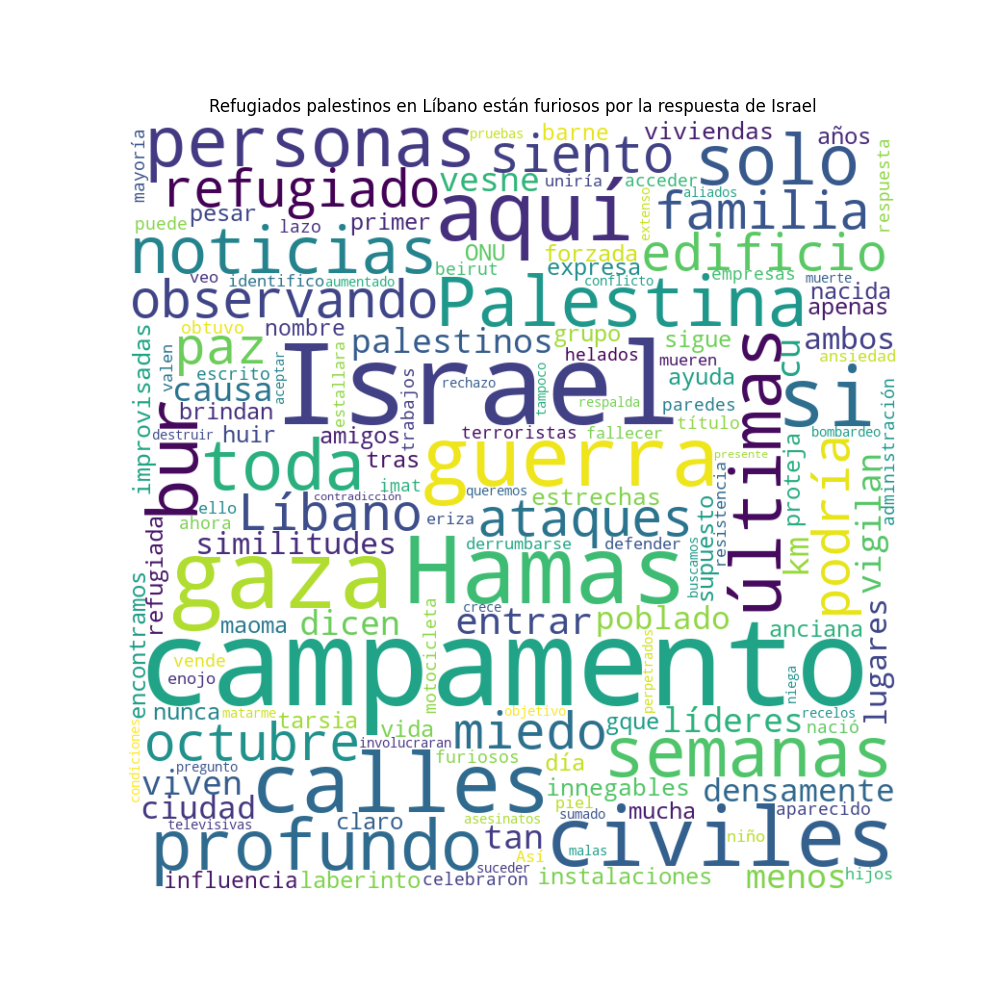 Refugiados palestinos en Líbano están furiosos por la respuesta de Israel
mayoría
personas
pruebas
barne
viviendas
años
siento
solo
respuesta
refugiado
vesne
uniría
acceder
aliados
aquí
extenso
familia
puede
pesar
lazo
primer
noticias
ONU
forzada
edificio
beirut
expresa
empresas
muerte
veo
identifico
aumentado
conflicto
nacida
observando
Palestina
apenas
improvisadas
obtuvo
nombre
palestinos
grupo
sigue
ambos
paz
helados
mueren
cu
ansiedad
valen
escrito
aceptar
estallara
Israel
rechazo
tampoco
ayuda
últimas
si
causa
trabajos
respalda
paredes
administración
brindan
título
bur
destruir
huir
amigos
terroristas
fallecer
bombardeo
toda
guerra
presente
podría
tras
imat
contradicción
queremos
resistencia
proteja
vigilan
ello
ahora
Líbano
eriza
ataques
estrechas
supuesto
km
refugiada
similitudes
derrumbarse
defender
buscamos
gaza
Hamas
encontramos
maoma
dicen
motocicleta
crece
entrar
poblado
perpetrados
anciana
lugares
campamento
vende
enojo
niega
condiciones
nunca
matarme
tarsia
vida
objetivo
miedo
gque
líderes
recelos
nació
octubre
involucraran
furiosos
día
semanas
pregunto
viven
calles
innegables
densamente
ciudad
televisivas
claro
asesinatos
piel
sumado
mucha
aparecido
profundo
tan
Así
malas
civiles
niño
influencia
laberinto
suceder
celebraron
instalaciones
menos
hijos